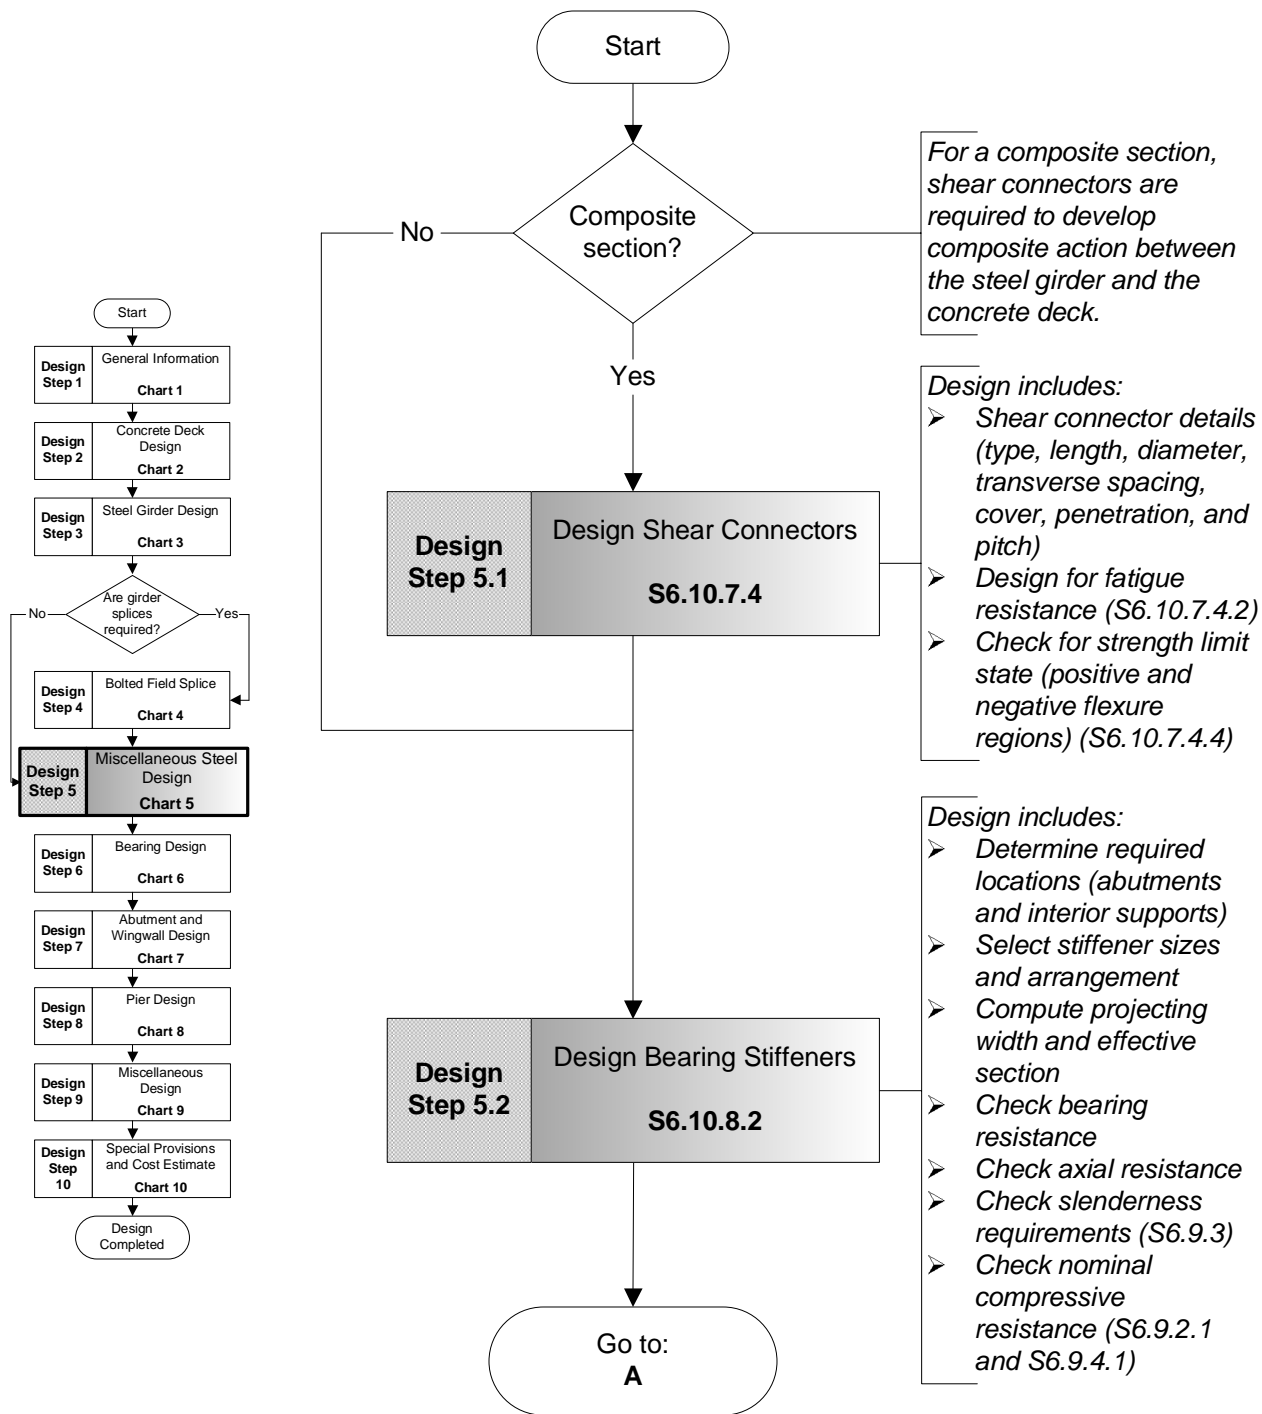 Start
Composite
section?
No
Yes
For a composite section,
shear connectors are
required to develop
composite action between
the steel girder and the
concrete deck.
Design
Step 5.1
Design Shear Connectors
S6.10.7.4
Design includes:
➢ Shear connector details
(type, length, diameter,
transverse spacing,
cover, penetration, and
pitch)
➢ Design for fatigue
resistance (S6.10.7.4.2)
➢ Check for strength limit
state (positive and
negative flexure
regions) (S6.10.7.4.4)
Design
Step 5.2
Design Bearing Stiffeners
S6.10.8.2
Design includes:
➢ Determine required
locations (abutments
and interior supports)
➢ Select stiffener sizes
and arrangement
➢ Compute projecting
width and effective
section
➢ Check bearing
resistance
➢ Check axial resistance
➢ Check slenderness
requirements (S6.9.3)
➢ Check nominal
compressive
resistance (S6.9.2.1
and S6.9.4.1)
Go to:
A
Start
Design
Step 1
General Information
Chart 1
Design
Step 2
Concrete Deck
Design
Chart 2
Design
Step 3
Steel Girder Design
Chart 3
Are girder
splices
required?
No
Yes
Design
Step 4
Bolted Field Splice
Chart 4
Design
Step 5
Miscellaneous Steel
Design
Chart 5
Design
Step 6
Bearing Design
Chart 6
Design
Step 7
Abutment and
Wingwall Design
Chart 7
Design
Step 8
Pier Design
Chart 8
Design
Step 9
Miscellaneous
Design
Chart 9
Design
Step
10
Special Provisions
and Cost Estimate
Chart 10
Design
Completed